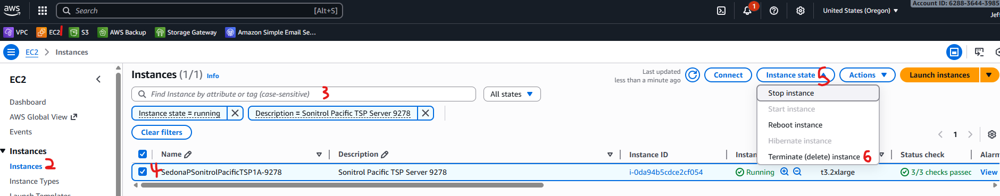 aws
Search
[Alt+S]
1
United States (Oregon)
Account ID: 6288-3644-3985
Jeff
VPC
EC2
1
S3
AWS Backup
Storage Gateway
Amazon Simple Email Se...
EC2
Instances
EC2
Dashboard
AWS Global View
Events
Instances
Instances 2
Instance Types
Launch Templates
Instances (1/1) Info
Last updated
less than a minute ago
Connect
Instance state 5
Actions
Launch instances
Find Instance by attribute or tag (case-sensitive) 3
All states
Stop instance
Start instance
Reboot instance
Hibernate instance
Terminate (delete) instance 6
Instance state = running
Description = Sonitrol Pacific TSP Server 9278
Clear filters
1
Name
Description
Instance ID
Instan
Status check
Alarm
4 SedonaPSonitrolPacificTSP1A-9278
Sonitrol Pacific TSP Server 9278
i-0da94b5cdce2cf054
Running
t3.2xlarge
3/3 checks passed
View